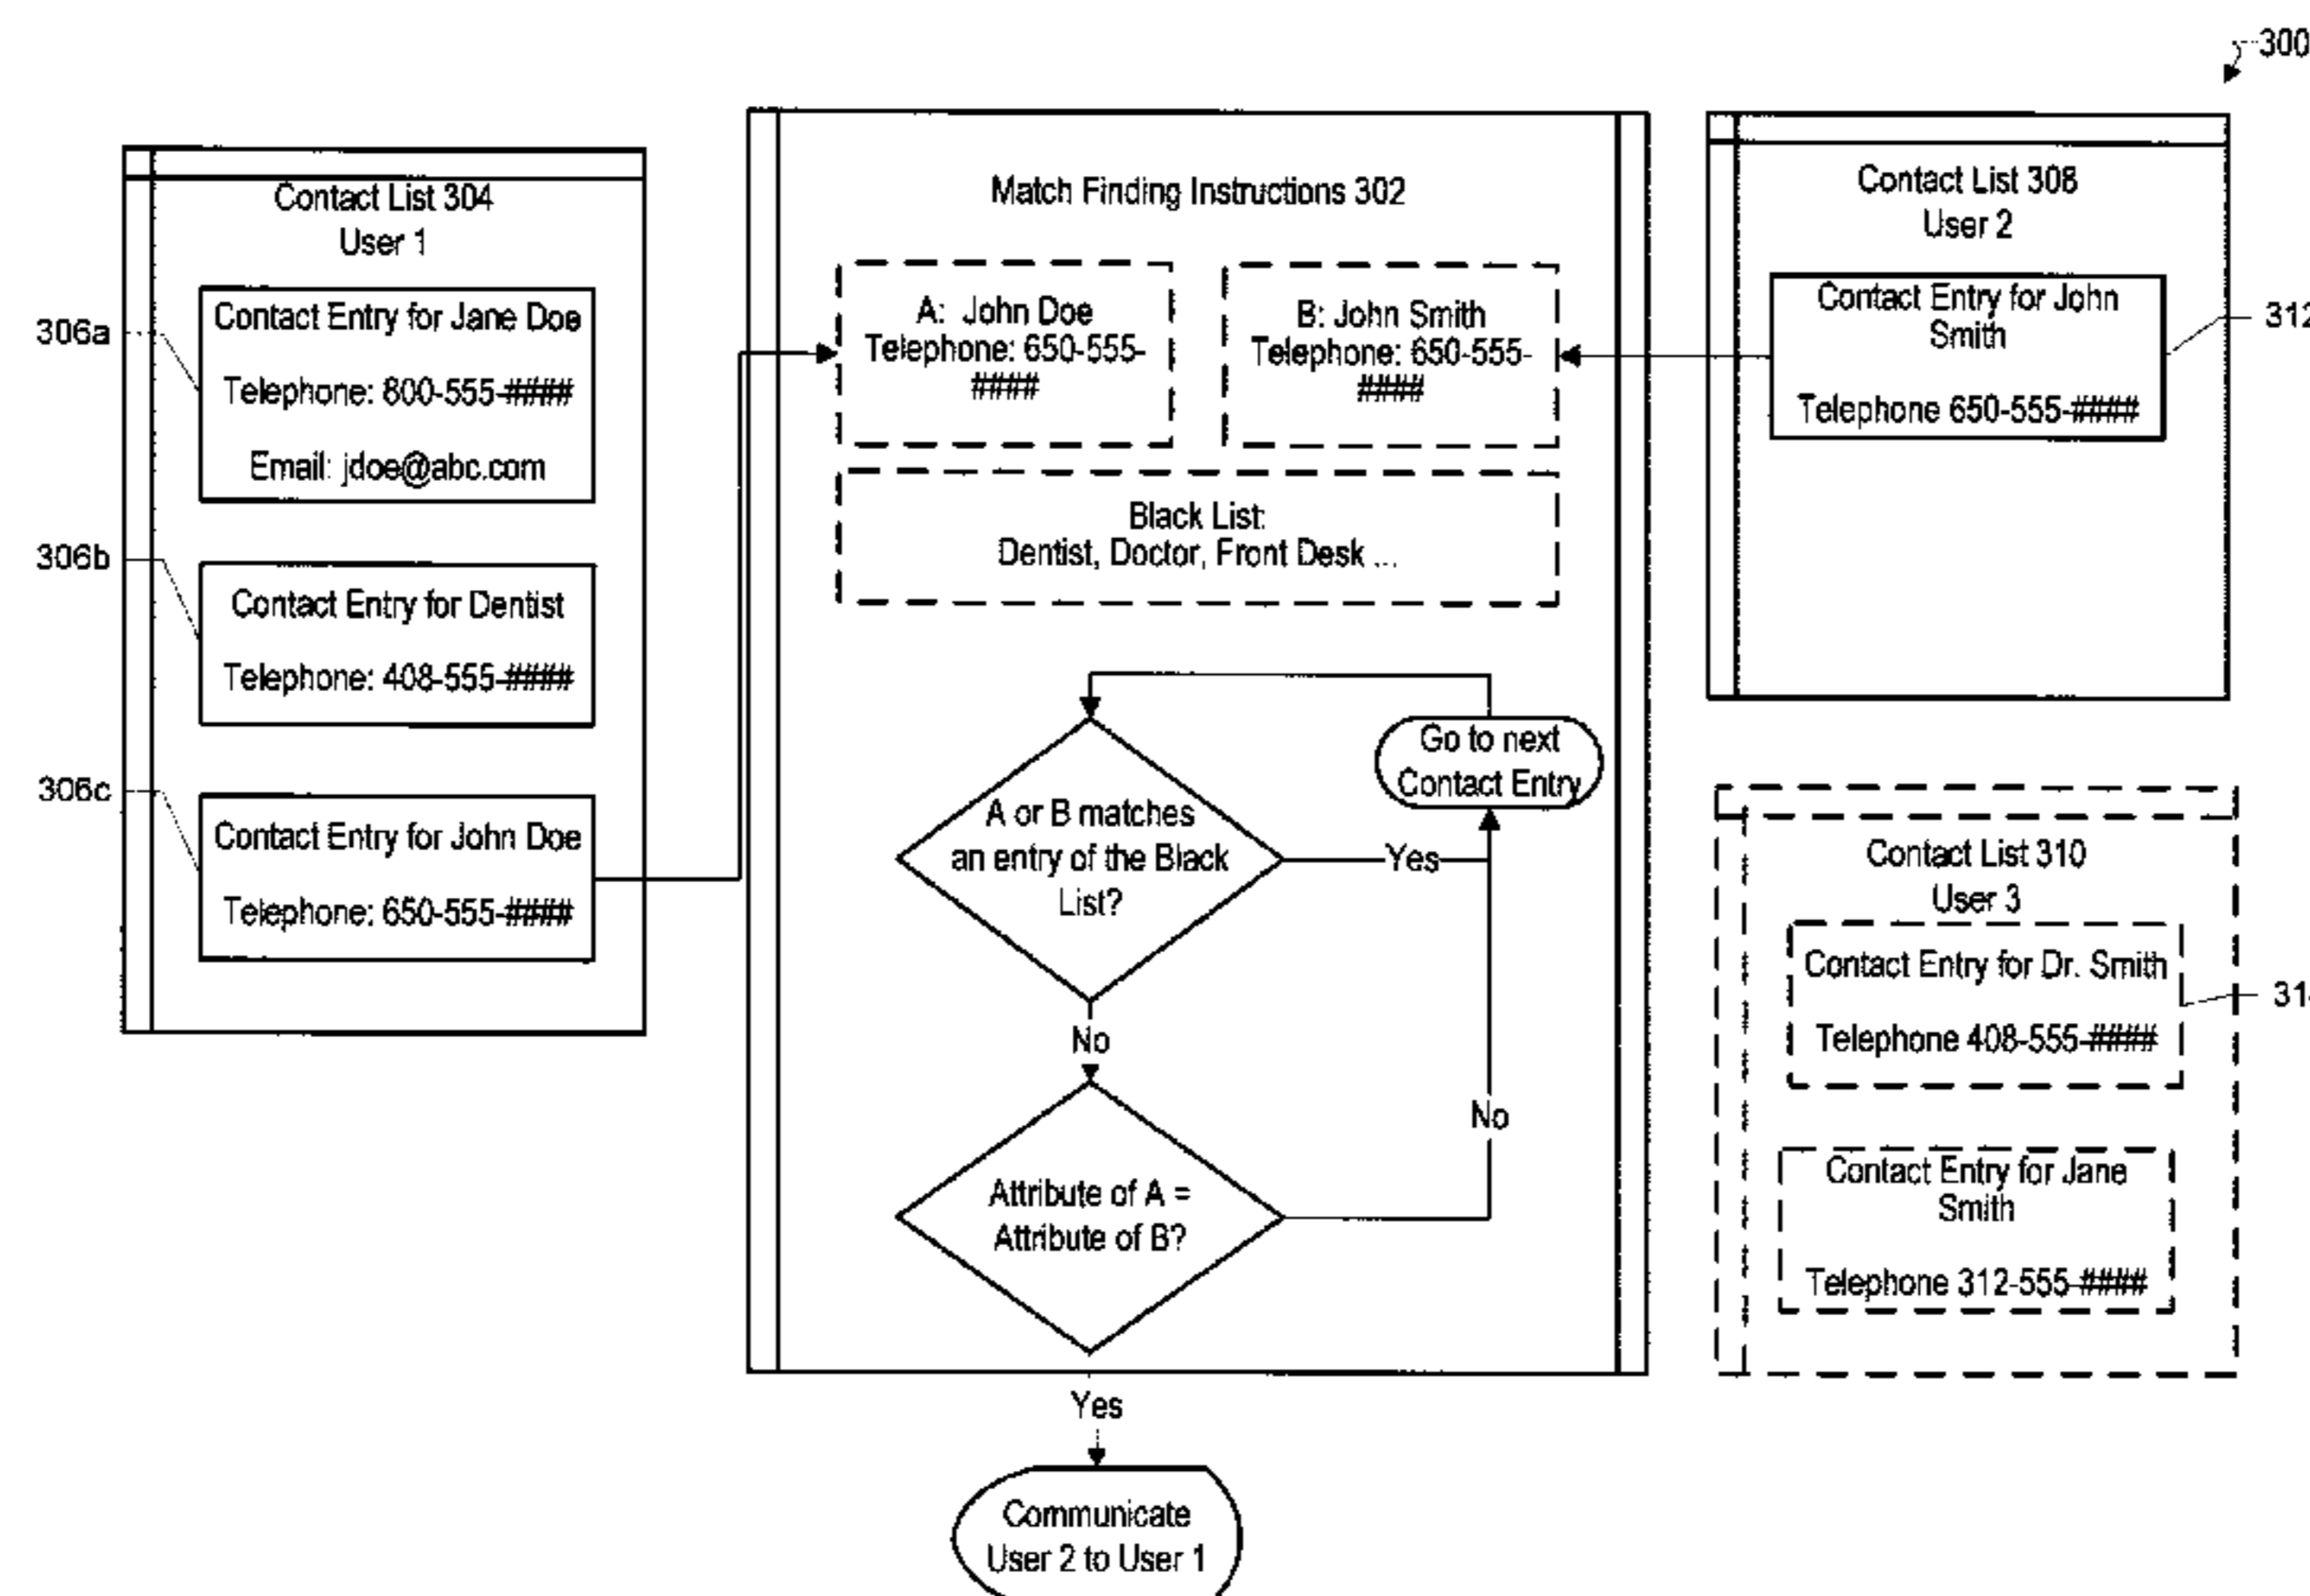 300
Contact List 304
User 1
306a
Contact Entry for Jane Doe
Telephone: 800-555-####
Email: jdoe@abc.com
306b
Contact Entry for Dentist
Telephone: 408-555-####
306c
Contact Entry for John Doe
Telephone: 650-555-####
Match Finding Instructions 302
A: John Doe
Telephone: 650-555-
####
B: John Smith
Telephone: 650-555-
####
Black List:
Dentist, Doctor, Front Desk ...
Go to next
Contact Entry
A or B matches
an entry of the Black
List?
Yes
No
Attribute of A =
Attribute of B?
No
Yes
Communicate
User 2 to User 1
Contact List 308
User 2
Contact Entry for John
Smith
Telephone 650-555-####
312
Contact List 310
User 3
Contact Entry for Dr. Smith
Telephone 408-555-####
Contact Entry for Jane
Smith
Telephone 312-555-####